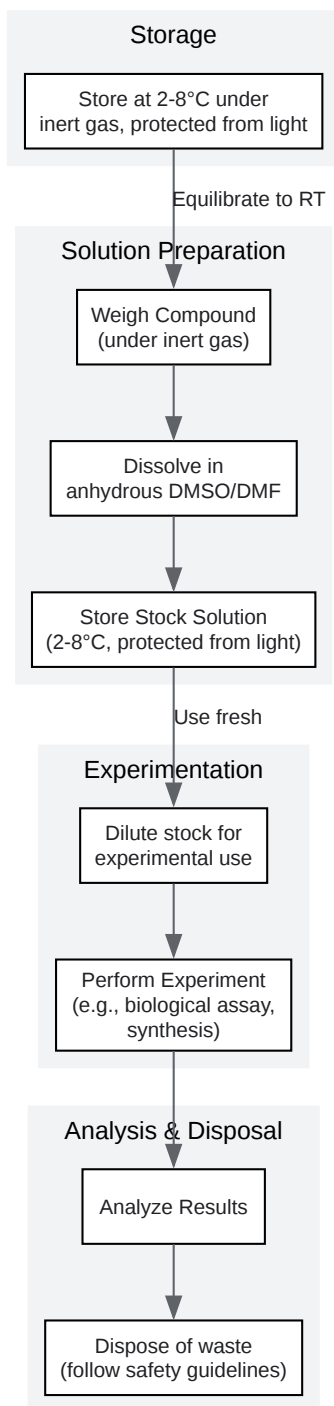 Storage
Store at 2-8°C under
inert gas, protected from light
Equilibrate to RT
Solution Preparation
Weigh Compound
(under inert gas)
Dissolve in
anhydrous DMSO/DMF
Store Stock Solution
(2-8°C, protected from light)
Use fresh
Experimentation
Dilute stock for
experimental use
Perform Experiment
(e.g., biological assay,
synthesis)
Analysis & Disposal
Analyze Results
Dispose of waste
(follow safety guidelines)